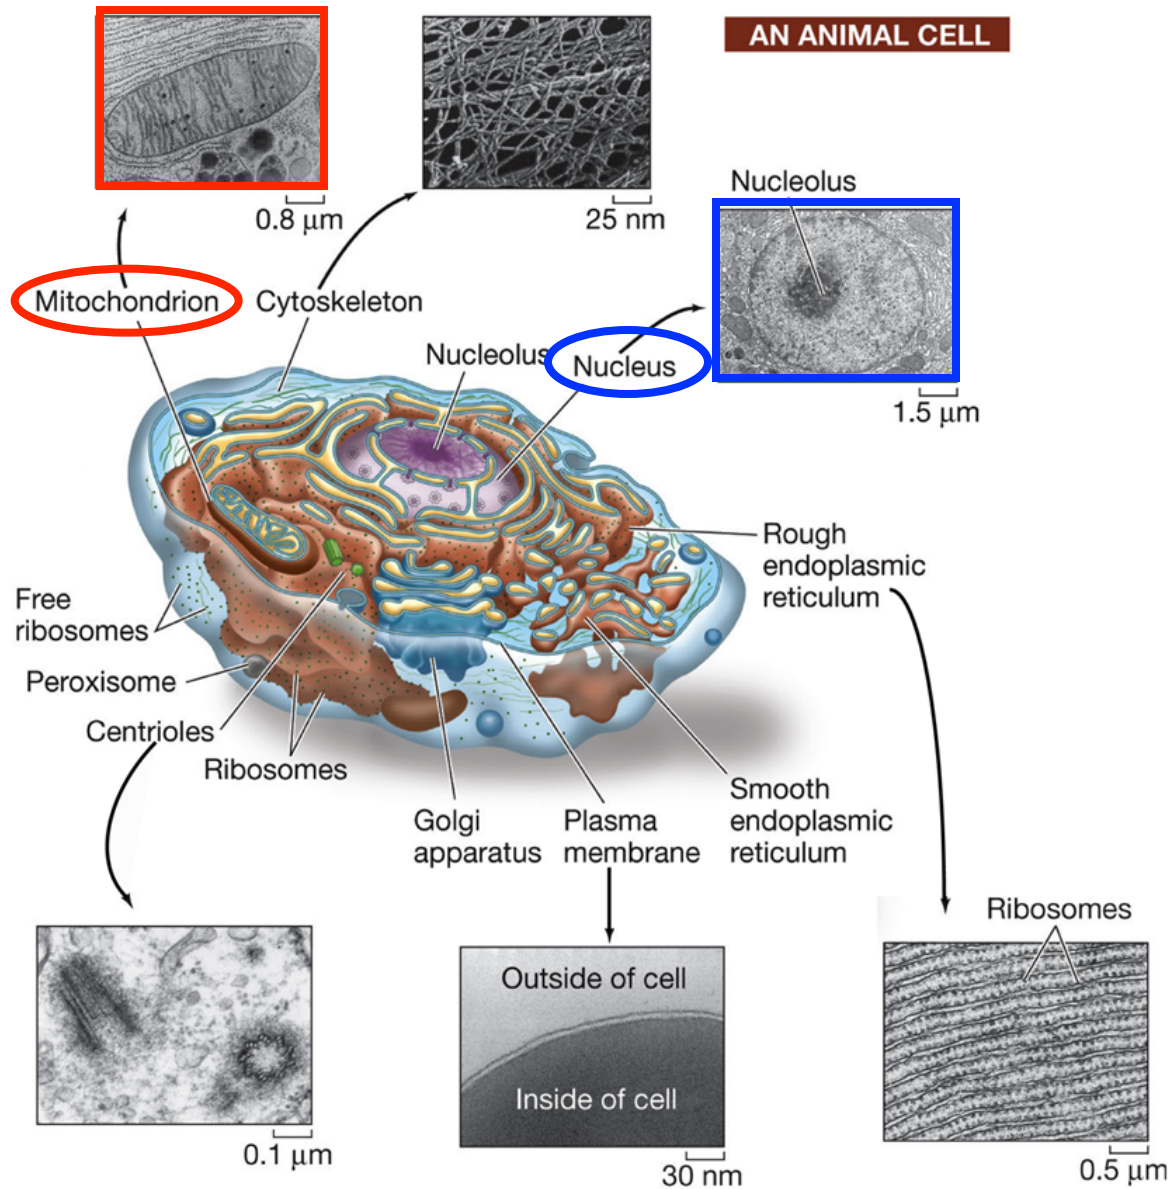 AN ANIMAL CELL
0.8 μm
25 nm
Nucleolus
1.5 μm
Mitochondrion
Cytoskeleton
Nucleolus
Nucleus
Rough
endoplasmic
reticulum
Free
ribosomes
Peroxisome
Centrioles
Ribosomes
Golgi
apparatus
Plasma
membrane
Smooth
endoplasmic
reticulum
Ribosomes
Outside of cell
Inside of cell
0.1 μm
30 nm
0.5 μm